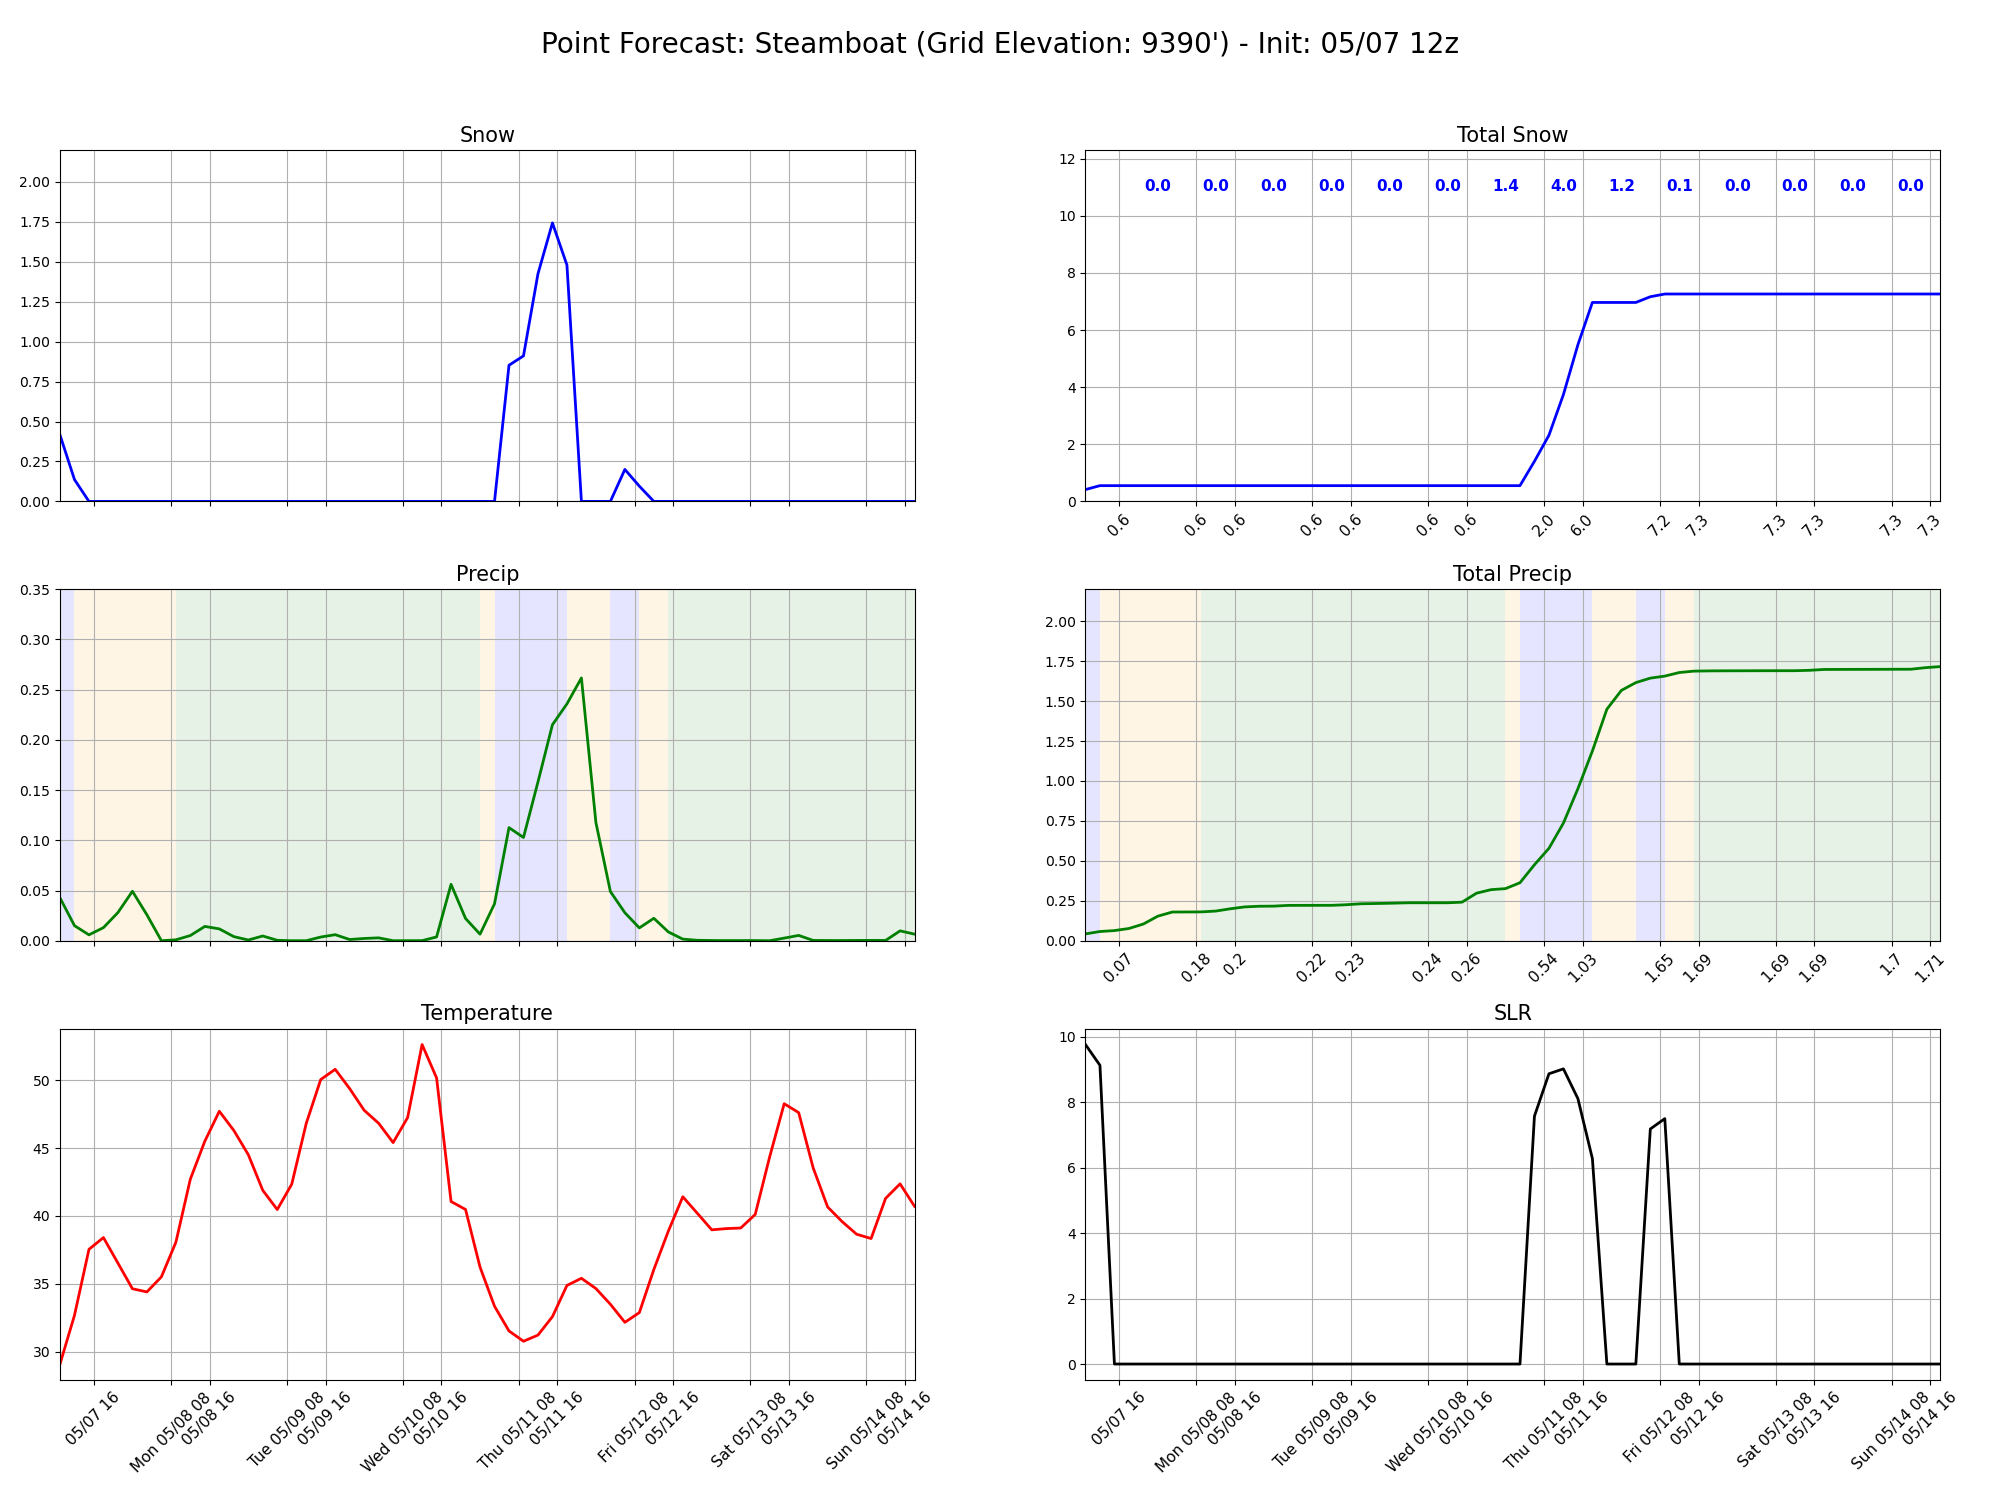 Point Forecast: Steamboat (Grid Elevation: 9390') - Init: 05/07 12z
Snow
2.00
1.75
1.50
1.25
1.00
0.75
0.50
0.25
0.00
Total Snow
12
10
8
6
4
2
0
0.0 0.0 0.0 0.0 0.0 0.0 1.4 4.0 1.2 0.1 0.0 0.0 0.0 0.0
0.6 0.6 0.6 0.6 0.6 0.6 0.6 2.0 6.0 7.2 7.3 7.3 7.3 7.3 7.3
Precip
0.35
0.30
0.25
0.20
0.15
0.10
0.05
0.00
Total Precip
2.00
1.75
1.50
1.25
1.00
0.75
0.50
0.25
0.00
0.07 0.18 0.2 0.22 0.23 0.24 0.26 0.54 1.03 1.65 1.69 1.69 1.69 1.7 1.71
Temperature
50
45
40
35
30
05/07 16
Mon 05/08 08
05/08 16
Tue 05/09 08
05/09 16
Wed 05/10 08
05/10 16
Thu 05/11 08
05/11 16
Fri 05/12 08
05/12 16
Sat 05/13 08
05/13 16
Sun 05/14 08
05/14 16
SLR
10
8
6
4
2
0
05/07 16
Mon 05/08 08
05/08 16
Tue 05/09 08
05/09 16
Wed 05/10 08
05/10 16
Thu 05/11 08
05/11 16
Fri 05/12 08
05/12 16
Sat 05/13 08
05/13 16
Sun 05/14 08
05/14 16